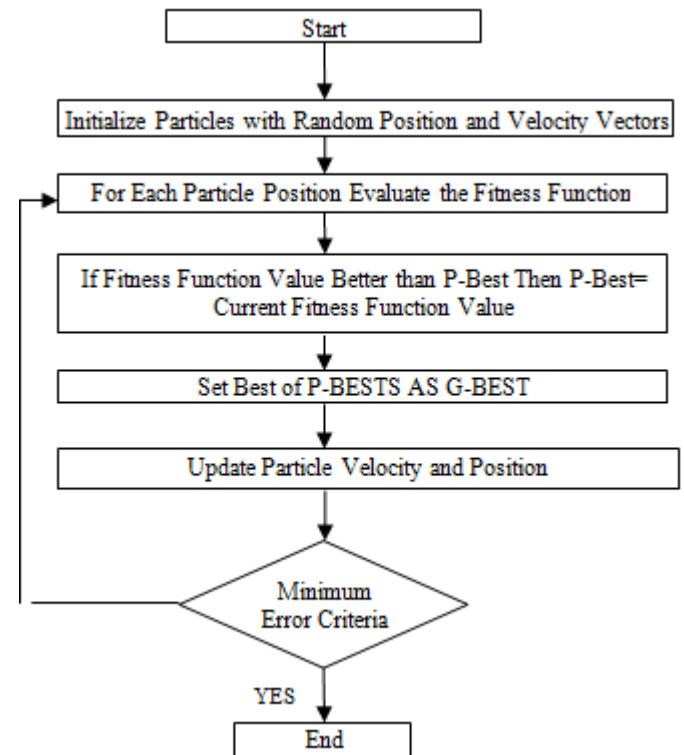 Start
Initialize Particles with Random Position and Velocity Vectors
For Each Particle Position Evaluate the Fitness Function
If Fitness Function Value Better than P-Best Then P-Best=
Current Fitness Function Value
Set Best of P-BESTS AS G-BEST
Update Particle Velocity and Position
Minimum
Error Criteria
YES
End